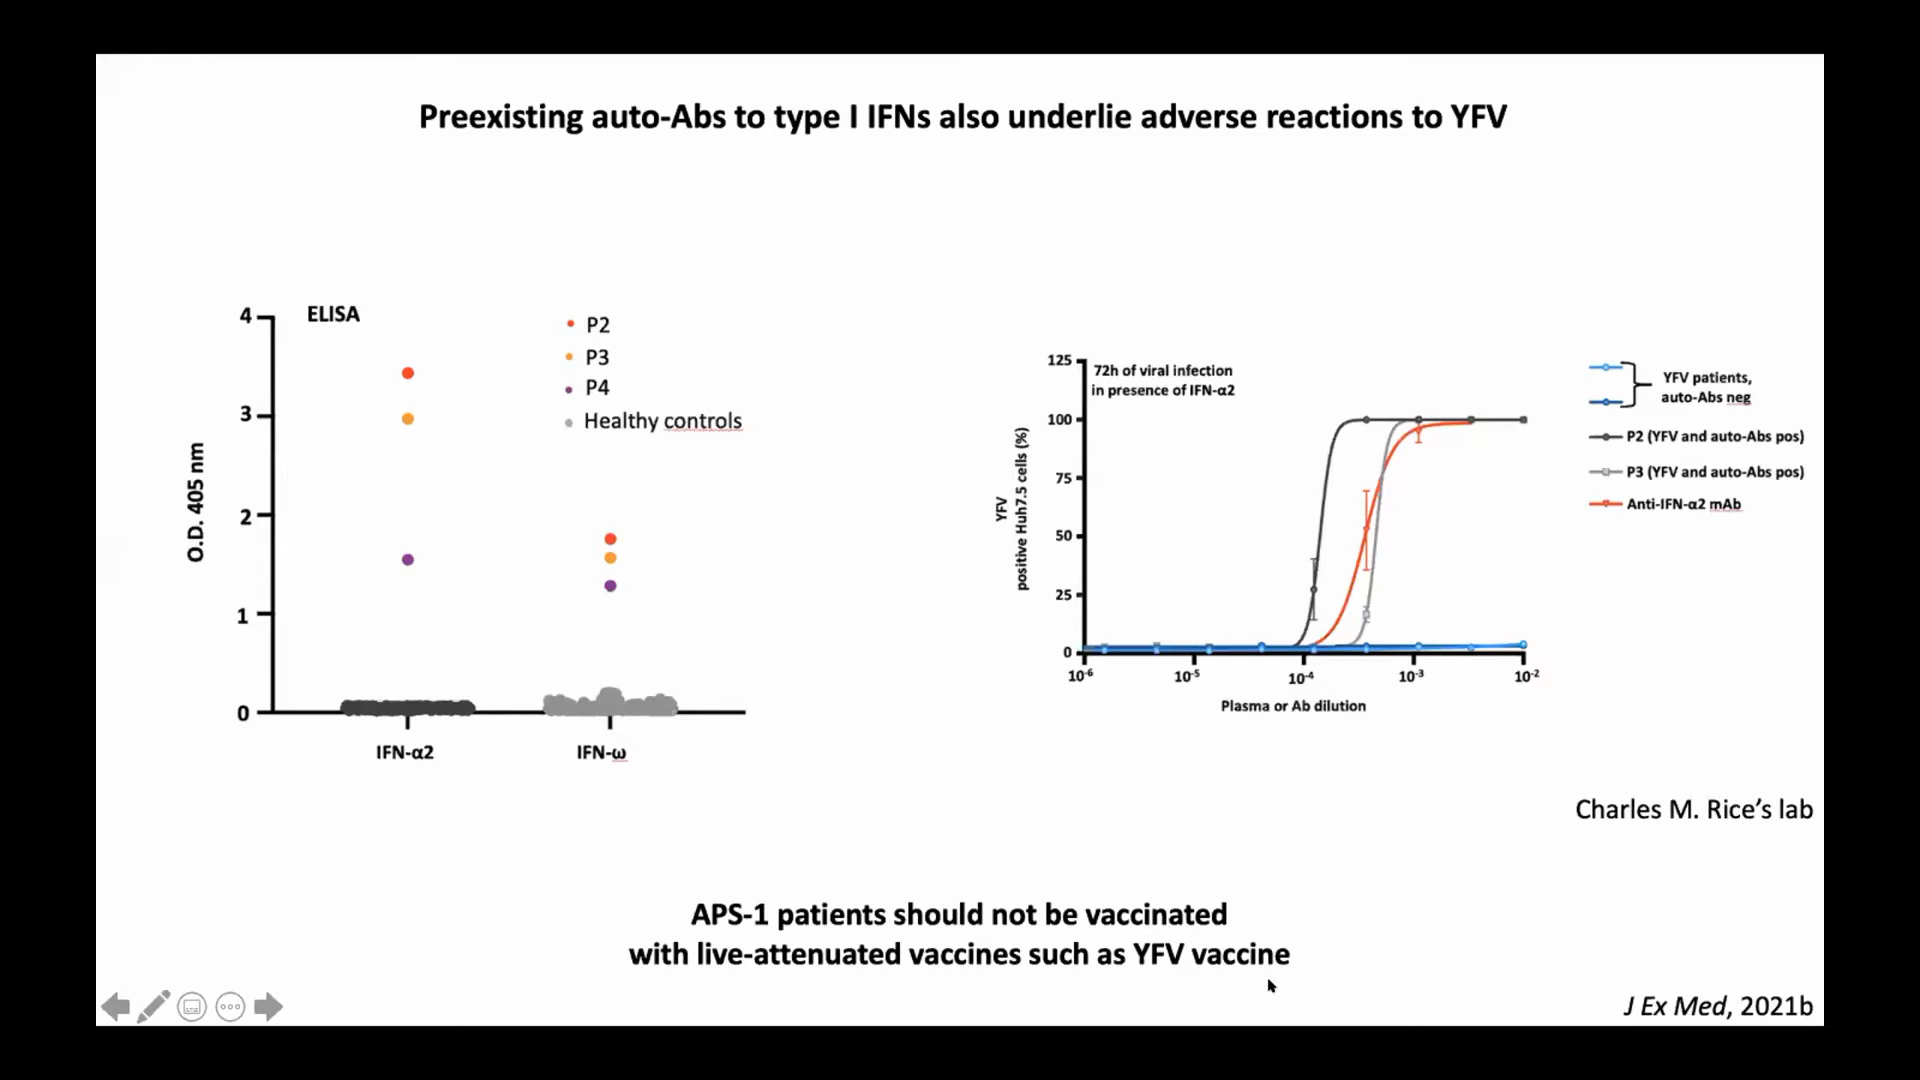 Preexisting auto-Abs to type I IFNs also underlie adverse reactions to YFV
ELISA
P2
P3
P4
Healthy controls
4
3
2
1
0
O.D. 405 nm
IFN-α2
IFN-ω
72h of viral infection
in presence of IFN-α2
125
100
75
50
25
0
YFV
positive Huh7.5 cells (%)
10-6
10-5
10-4
10-3
10-2
Plasma or Ab dilution
YFV patients,
auto-Abs neg
P2 (YFV and auto-Abs pos)
P3 (YFV and auto-Abs pos)
Anti-IFN-α2 mAb
Charles M. Rice’s lab
APS-1 patients should not be vaccinated
with live-attenuated vaccines such as YFV vaccine
J Ex Med, 2021b